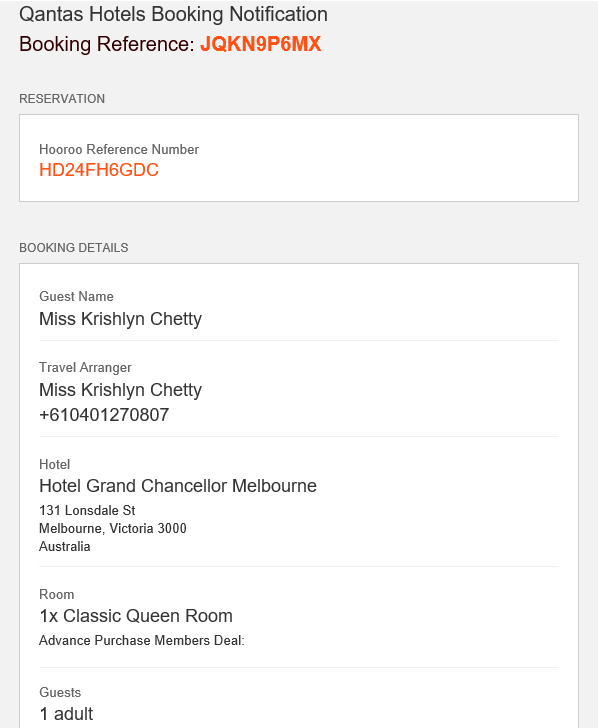 Qantas Hotels Booking Notification
Booking Reference: JQKN9P6MX
RESERVATION
Hooroo Reference Number
HD24FH6GDC
BOOKING DETAILS
Guest Name
Miss Krishlyn Chetty
Travel Arranger
Miss Krishlyn Chetty
+610401270807
Hotel
Hotel Grand Chancellor Melbourne
131 Lonsdale St
Melbourne, Victoria 3000
Australia
Room
1x Classic Queen Room
Advance Purchase Members Deal:
Guests
1 adult